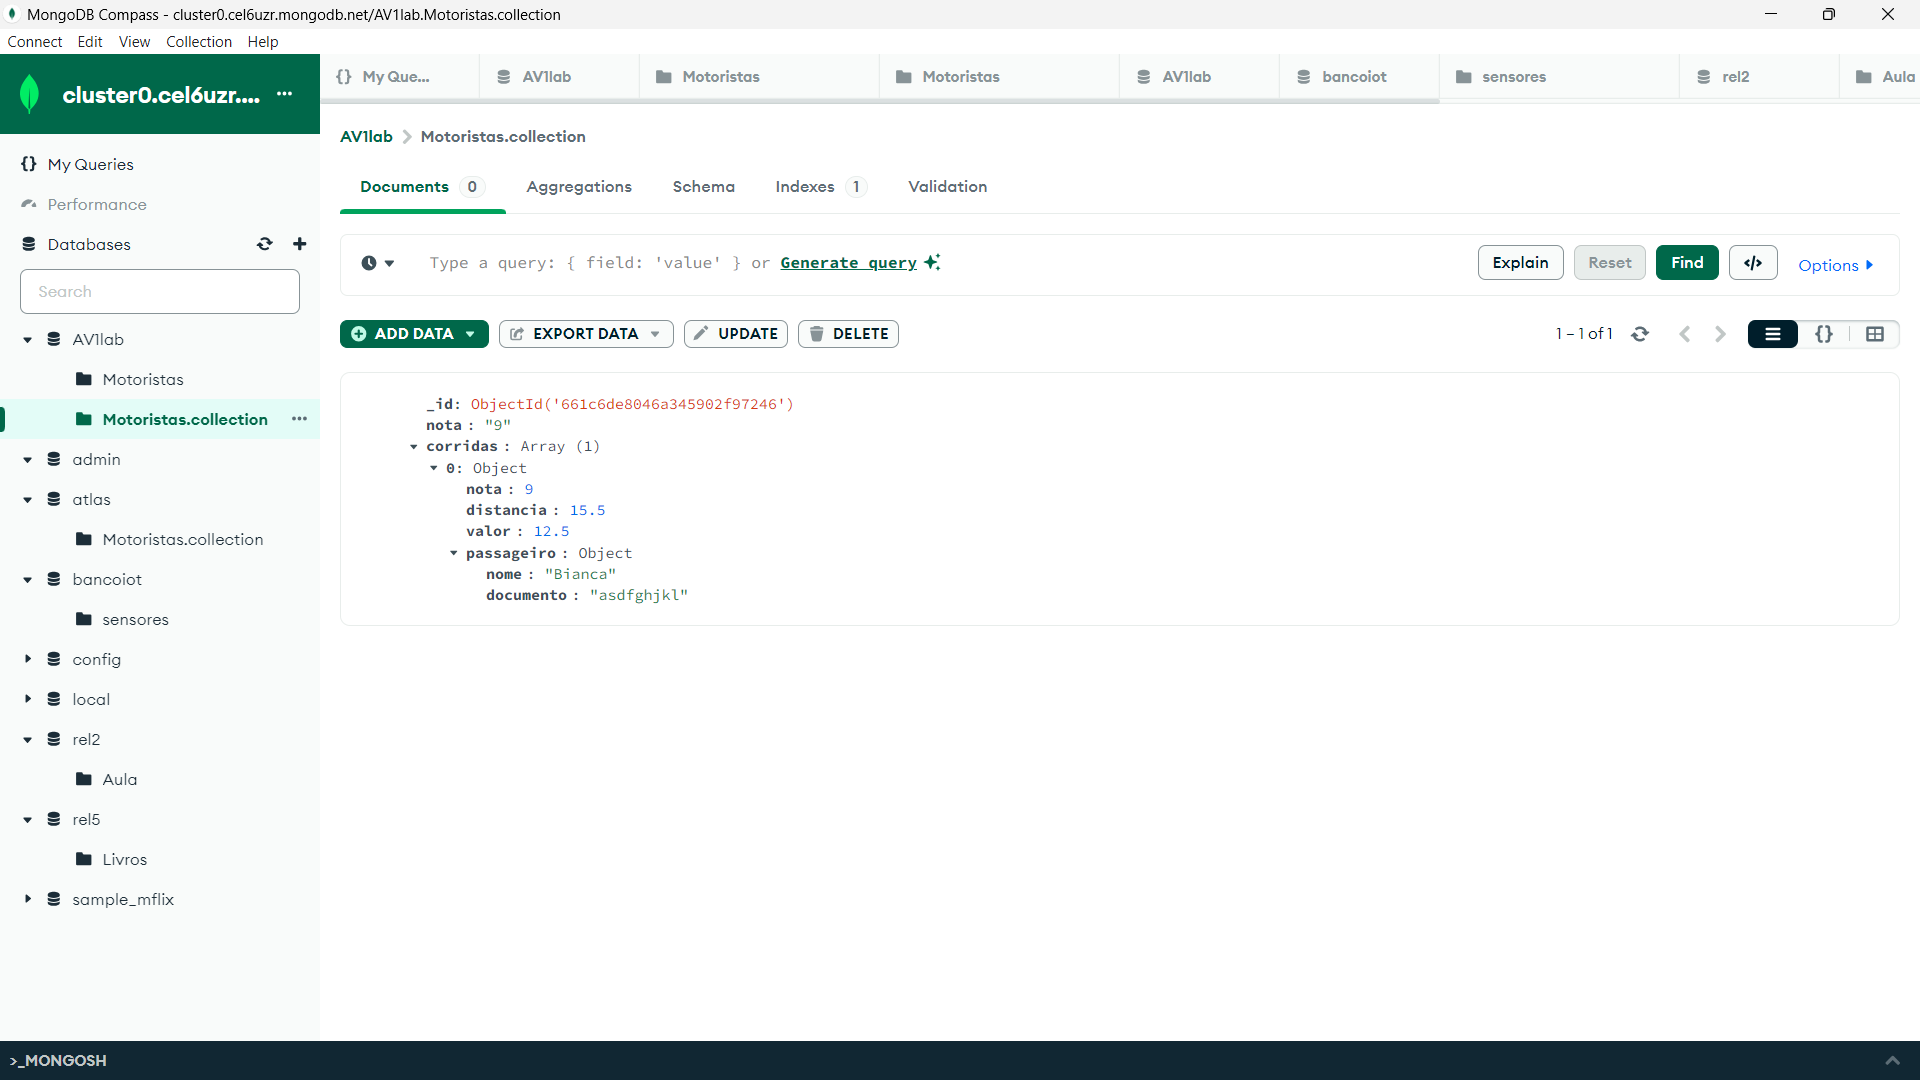 MongoDB Compass - cluster0.cel6uzr.mongodb.net/AV1lab.Motoristas.collection
Connect Edit View Collection Help
cluster0.cel6uzr....
{} My Que... AV1lab Motoristas Motoristas AV1lab bancoiot sensores rel2 Aula
AV1lab > Motoristas.collection
{} My Queries
Documents 0 Aggregations Schema Indexes 1 Validation
Performance
Databases
Type a query: { field: 'value' } or Generate query
Explain Reset Find </> Options
Search
ADD DATA EXPORT DATA UPDATE DELETE
1 – 1 of 1
{}
AV1lab
Motoristas
Motoristas.collection
admin
atlas
Motoristas.collection
bancoiot
sensores
config
local
rel2
Aula
rel5
Livros
sample_mflix
_id: ObjectId('661c6de8046a345902f97246')
nota : "9"
corridas : Array (1)
0: Object
nota : 9
distancia : 15.5
valor : 12.5
passageiro : Object
nome : "Bianca"
documento : "asdfghjkl"
>_MONGOSH